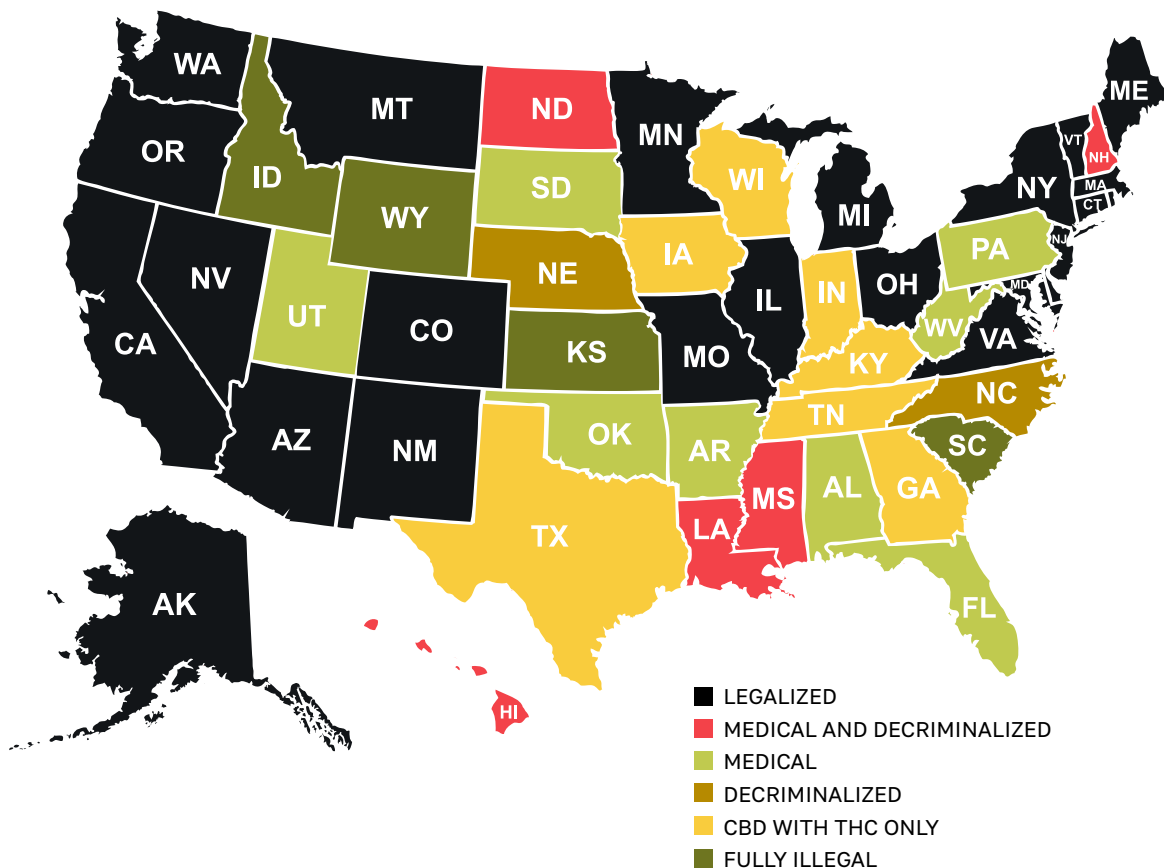 WA
MT
ND
MN
ME
OR
ID
SD
WI
VT
NH
WY
MI
NY
MA
CT
NV
NE
IA
PA
NJ
UT
CO
IL
IN
OH
MD
CA
KS
MO
WV
VA
KY
AZ
NM
OK
AR
TN
NC
SC
TX
LA
MS
AL
GA
AK
FL
HI
LEGALIZED
MEDICAL AND DECRIMINALIZED
MEDICAL
DECRIMINALIZED
CBD WITH THC ONLY
FULLY ILLEGAL